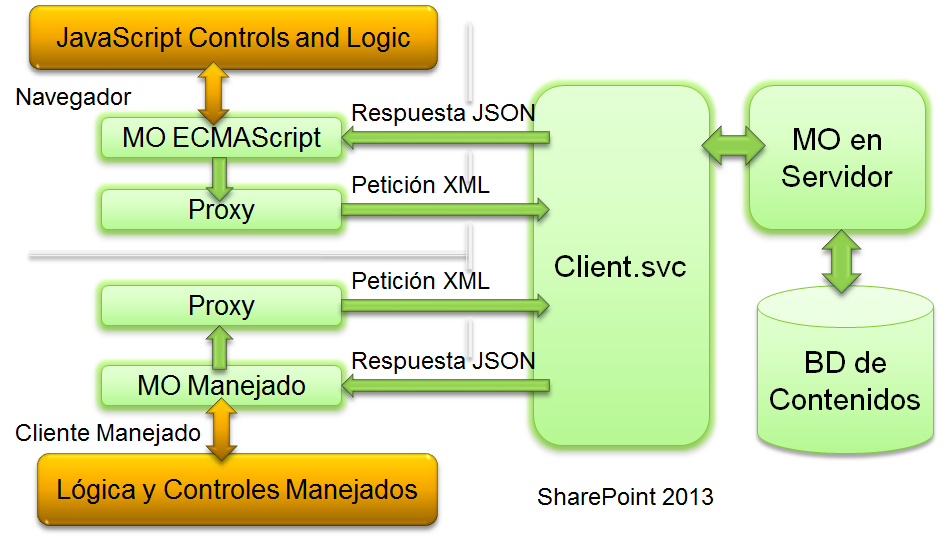 JavaScript Controls and Logic
Navegador
MO ECMAScript
Respuesta JSON
Proxy
Petición XML
Client.svc
MO en
Servidor
Proxy
Petición XML
MO Manejado
Respuesta JSON
BD de
Contenidos
Cliente Manejado
Lógica y Controles Manejados
SharePoint 2013